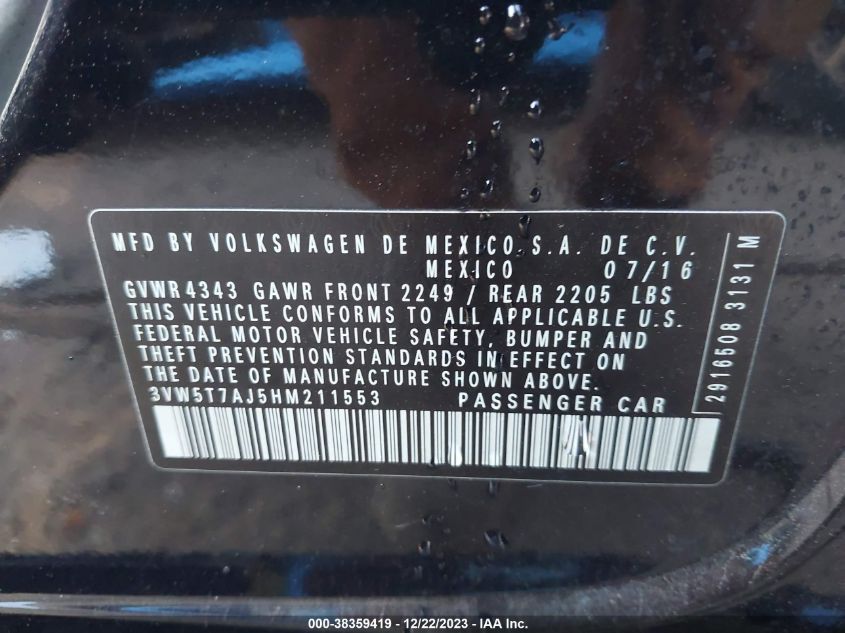 MFD BY VOLKSWAGEN DE MEXICO S.A. DE C.V.
MEXICO 07/16
GVWR 4343 GAWR FRONT 2249 / REAR 2205 LBS
THIS VEHICLE CONFORMS TO ALL APPLICABLE U.S.
FEDERAL MOTOR VEHICLE SAFETY, BUMPER AND
THEFT PREVENTION STANDARDS IN EFFECT ON
THE DATE OF MANUFACTURE SHOWN ABOVE.
3VW5T7AJ5HM211553 PASSENGER CAR
2916508 3131 M
000-38359419 - 12/22/2023 - IAA Inc.